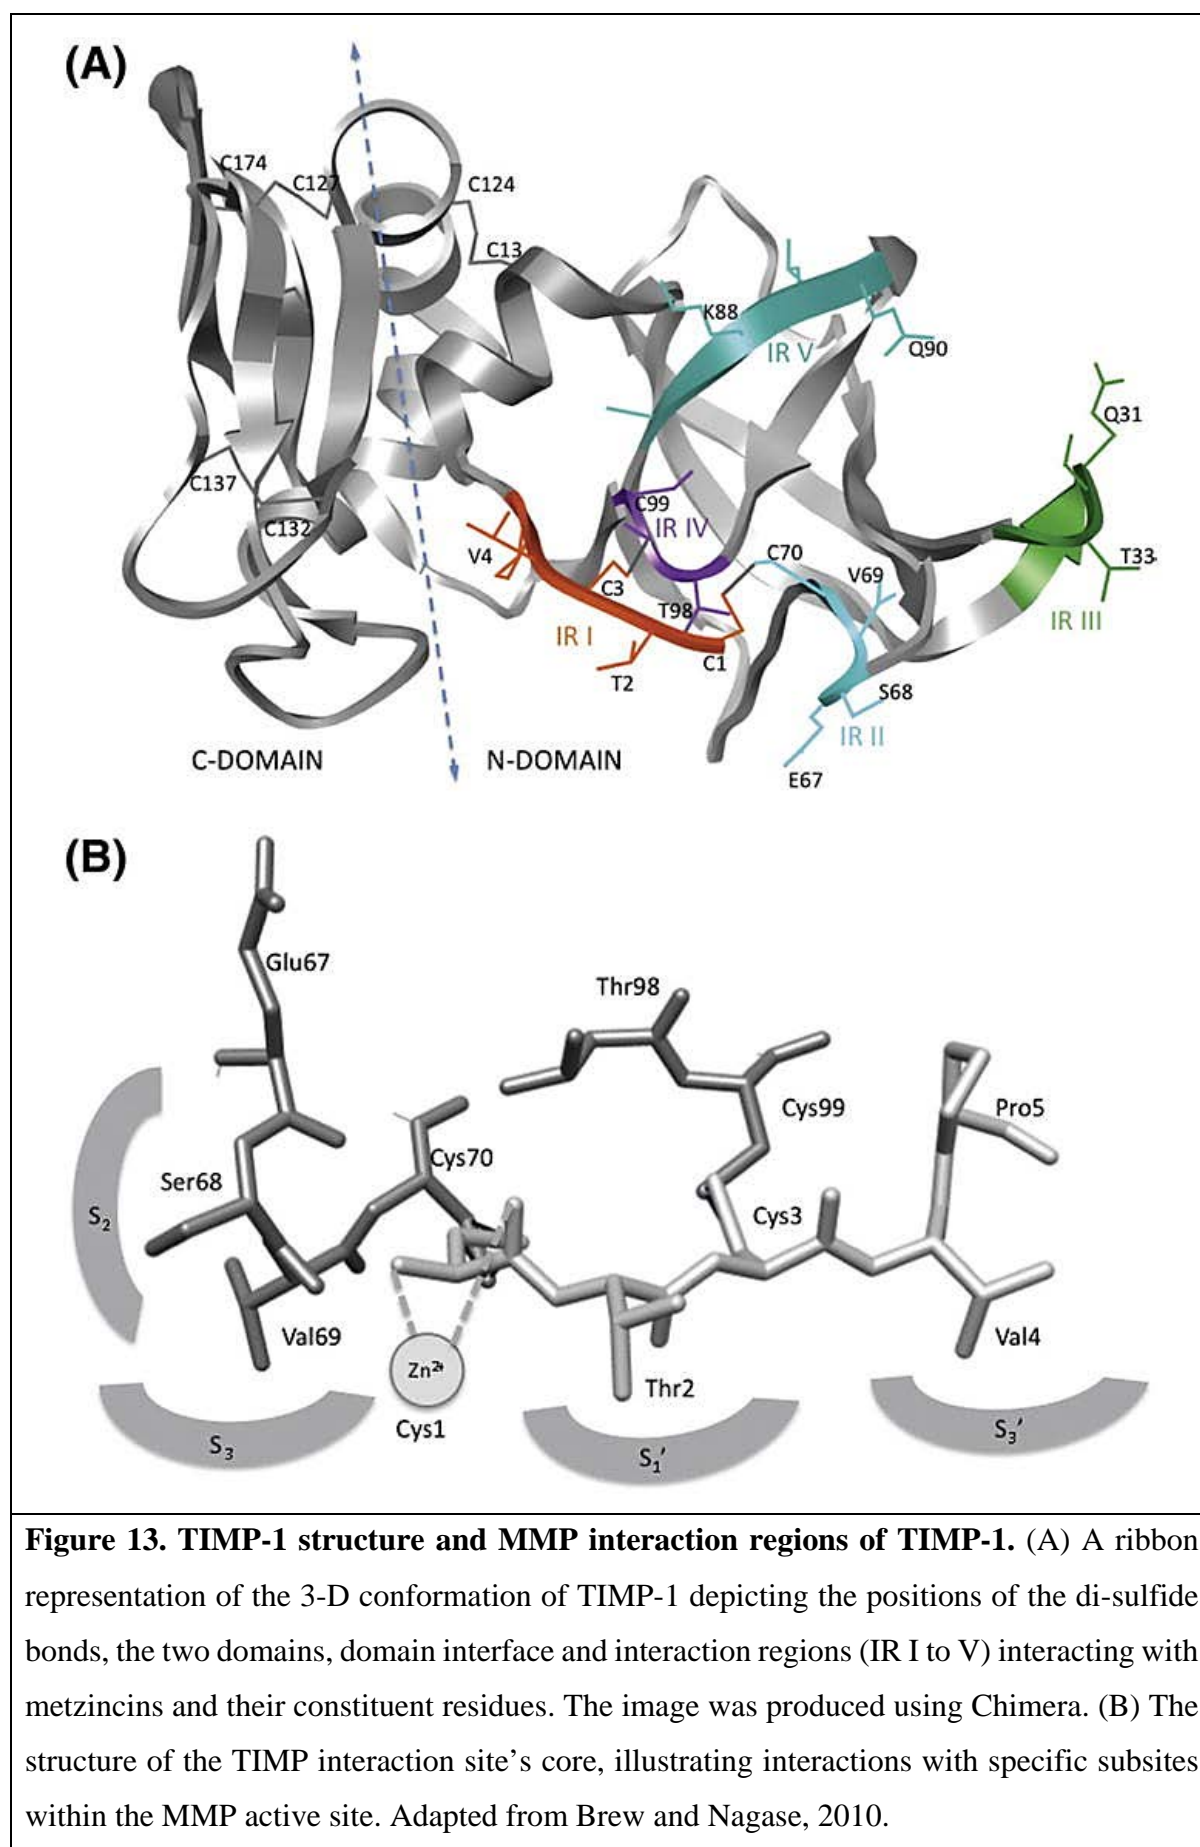 (A)
C174
C127
C124
C13
K88
IR V
Q90
Q31
C137
C132
C99
IR IV
C70
V69
T33
V4
C3
T98
IR I
IR III
T2
C1
S68
IR II
E67
C-DOMAIN
N-DOMAIN
(B)
Glu67
Thr98
Cys99
Pro5
Cys70
Ser68
S2
Cys3
Val69
Zn2+
Val4
Thr2
Cys1
S3
S1′
S3′
Figure 13. TIMP-1 structure and MMP interaction regions of TIMP-1. (A) A ribbon
representation of the 3-D conformation of TIMP-1 depicting the positions of the di-sulfide
bonds, the two domains, domain interface and interaction regions (IR I to V) interacting with
metzincins and their constituent residues. The image was produced using Chimera. (B) The
structure of the TIMP interaction site’s core, illustrating interactions with specific subsites
within the MMP active site. Adapted from Brew and Nagase, 2010.